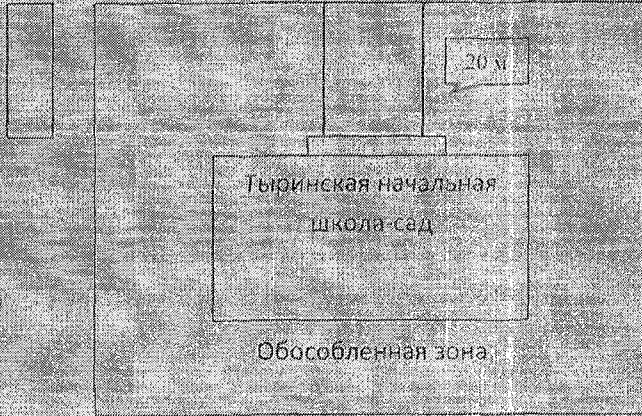 20 м
Тыринская начальная
школа-сад
Обособленная зона